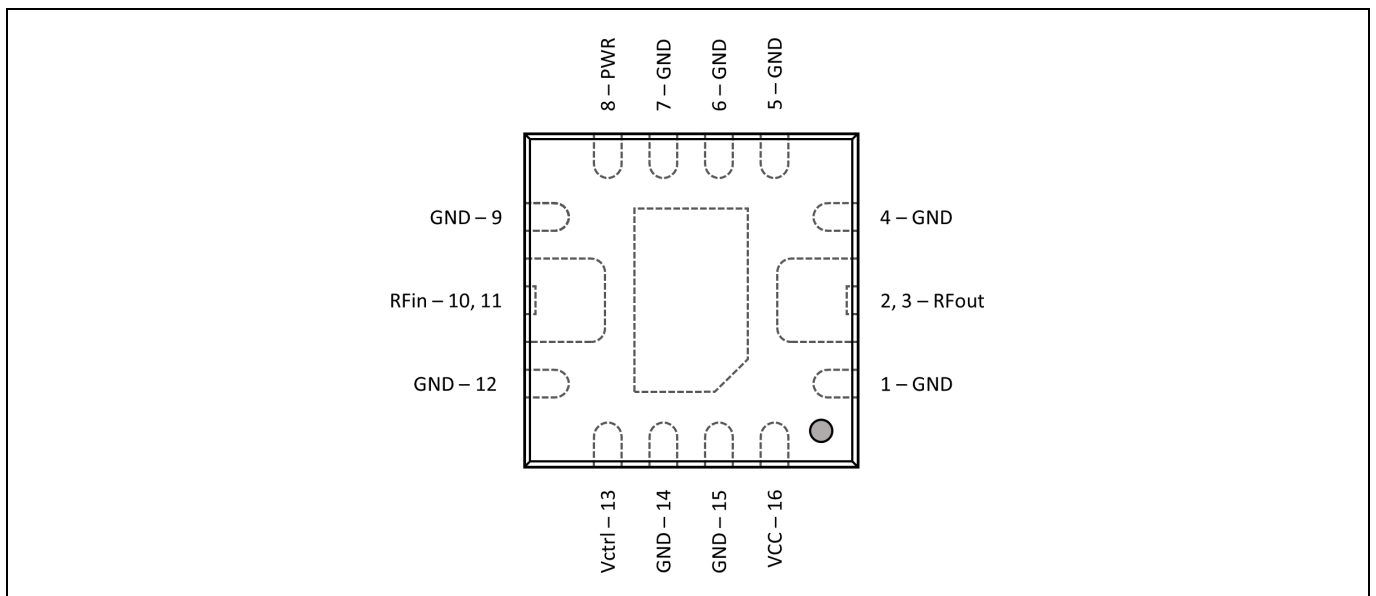 8 – PWR
7 – GND
6 – GND
5 – GND
GND – 9
4 – GND
RFin – 10, 11
2, 3 – RFout
GND – 12
1 – GND
Vctrl – 13
GND – 14
GND – 15
VCC – 16